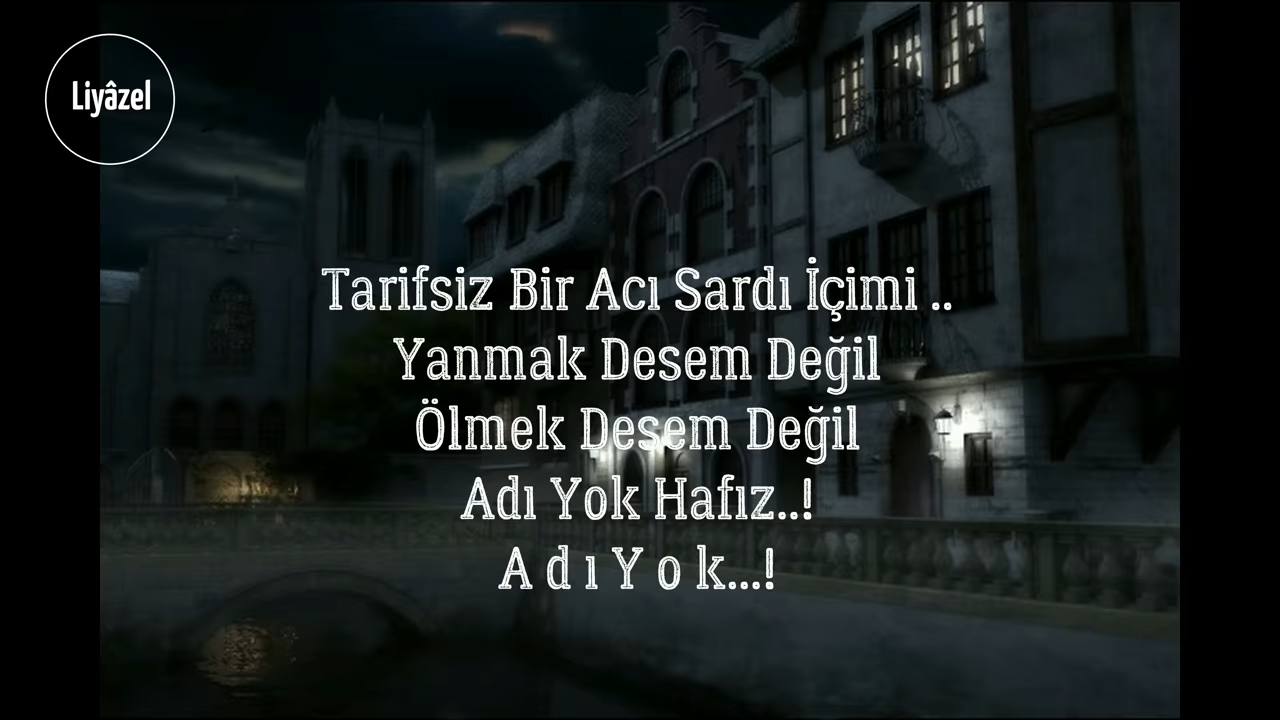 Liyâzel
Tarifsiz Bir Acı Sardı İçimi ..
Yanmak Desem Değil
Ölmek Desem Değil
Adı Yok Hafız..!
A d ı Y o k...!